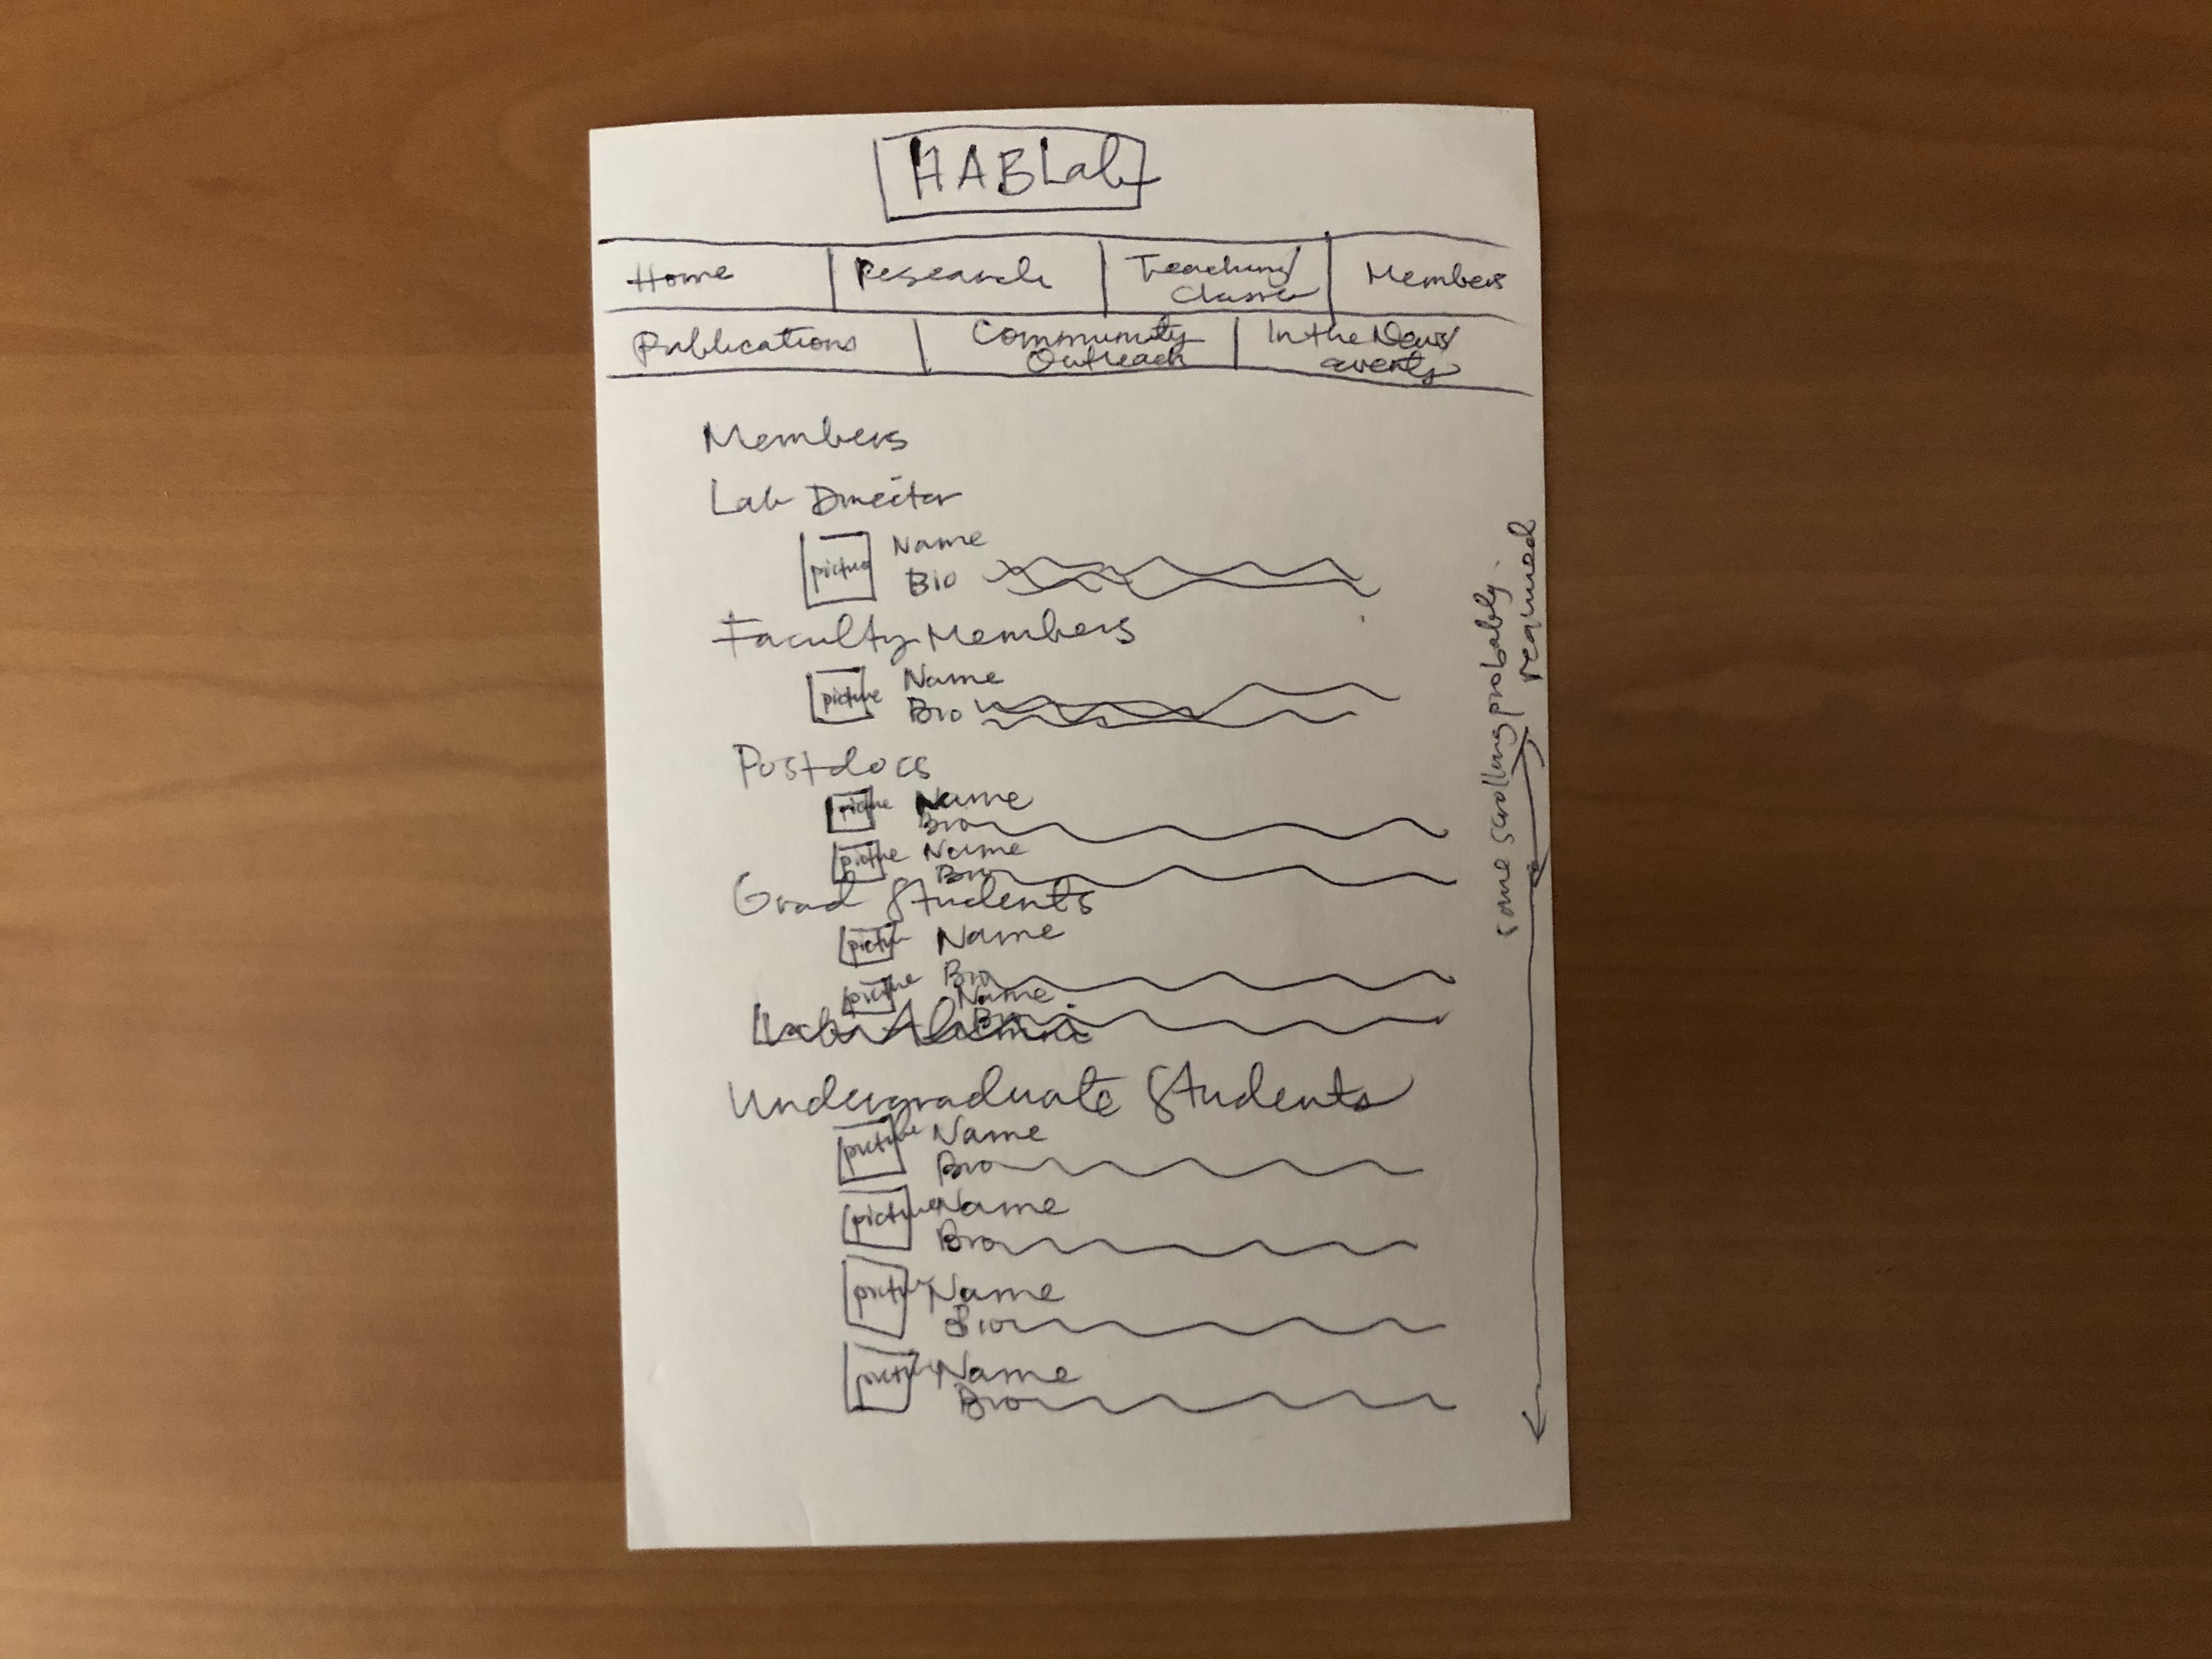 HABLab
Home
Research
Teaching/
Classes
Members
Publications
Community
Outreach
In the News/
events
Members
Lab Director
picture
Name
Bio
Faculty Members
picture
Name
Bio
Postdocs
picture
Name
Bio
picture
Name
Bio
Grad Students
picture
Name
Bio
picture
Name
Bio
Lab Alumni
Undergraduate Students
picture
Name
Bio
picture
Name
Bio
picture
Name
Bio
picture
Name
Bio
some scrolling probably
required